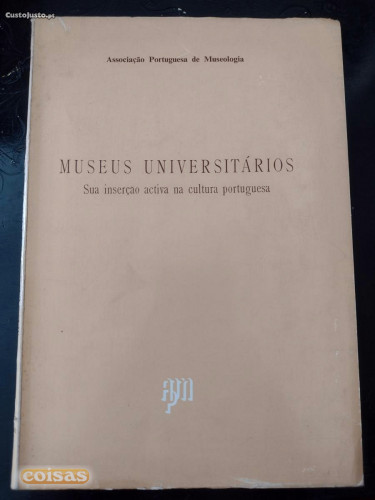 CustoJusto.pt
Associação Portuguesa de Museologia
MUSEUS UNIVERSITÁRIOS
Sua inserção activa na cultura portuguesa
apm
coisas